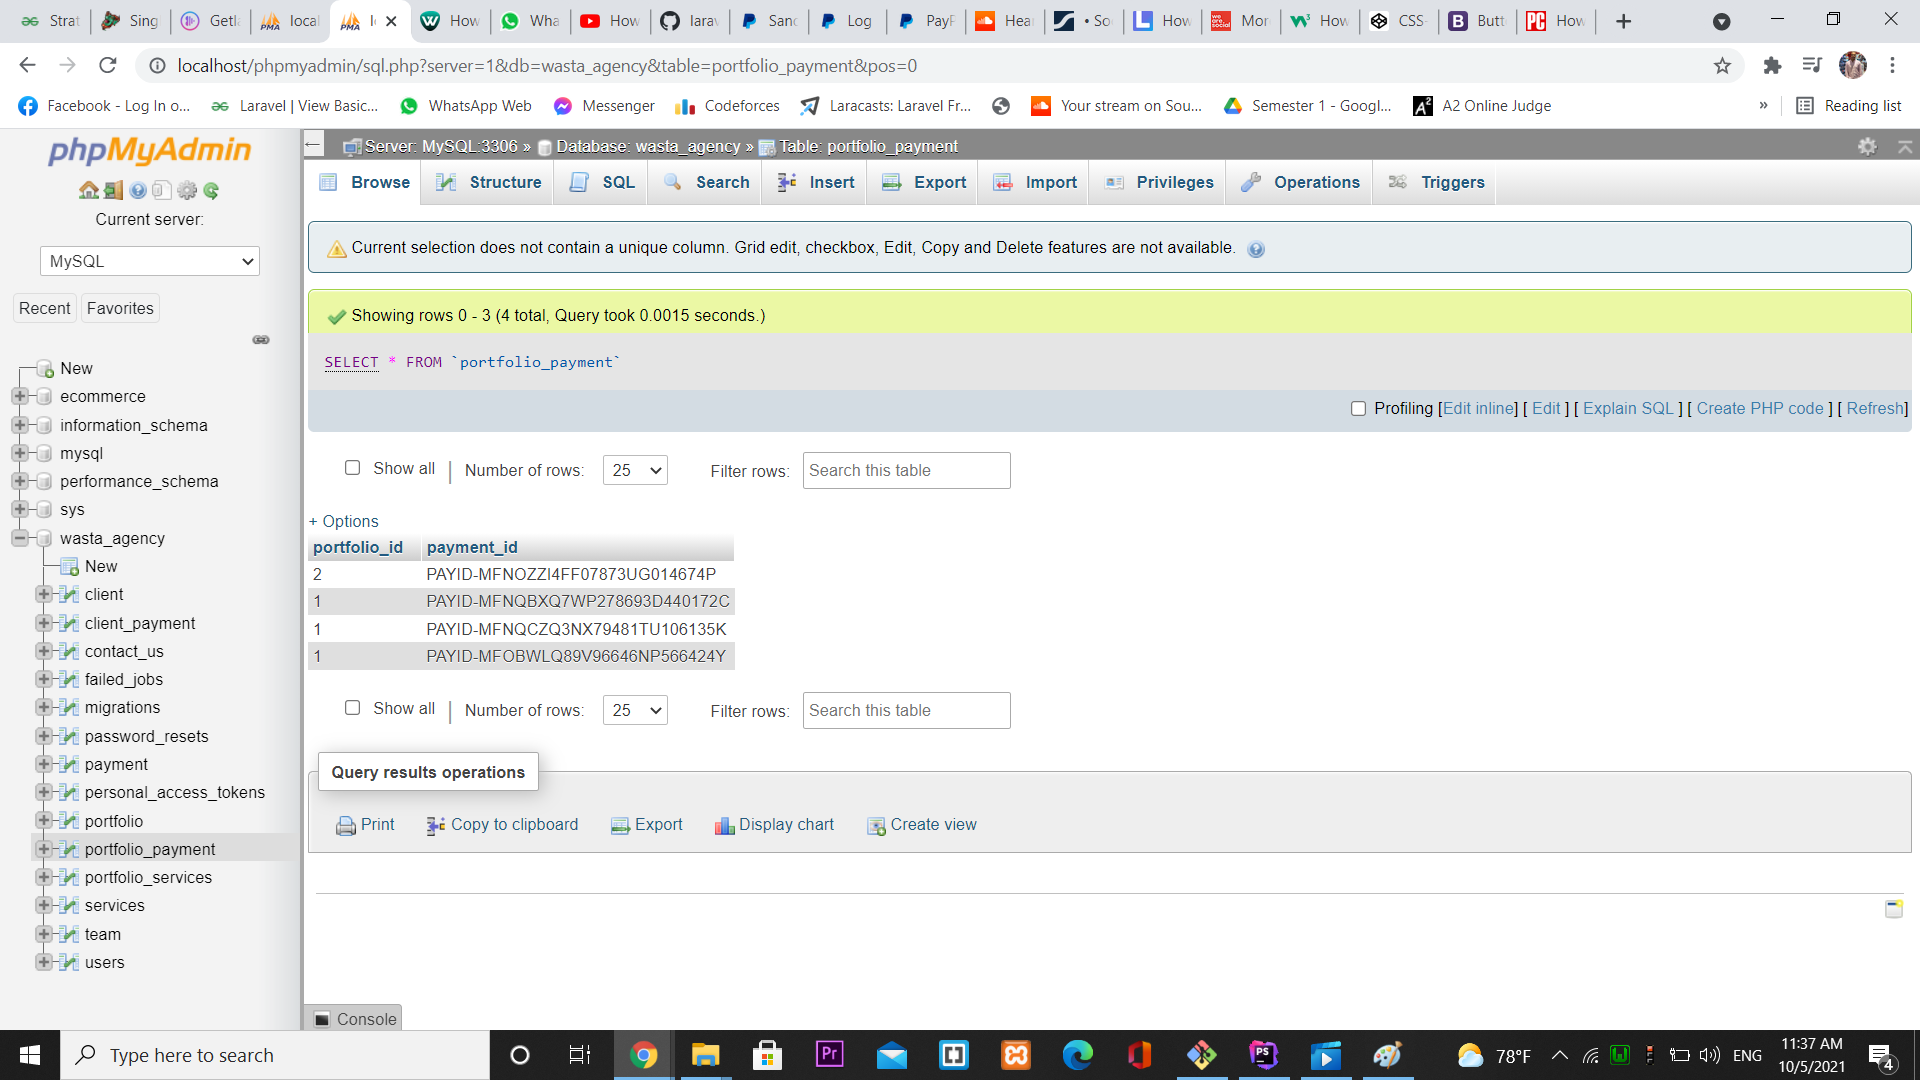 Strat
Sing
Getla
local
lo
How
Wha
How
larav
Sand
Log
PayP
Hear
• So
How
Mor
How
CSS-
Butt
How
localhost/phpmyadmin/sql.php?server=1&db=wasta_agency&table=portfolio_payment&pos=0
Facebook - Log In o...
Laravel | View Basic...
WhatsApp Web
Messenger
Codeforces
Laracasts: Laravel Fr...
Your stream on Sou...
Semester 1 - Googl...
A2 Online Judge
»
Reading list
phpMyAdmin
Current server:
MySQL
Recent
Favorites
New
ecommerce
information_schema
mysql
performance_schema
sys
wasta_agency
New
client
client_payment
contact_us
failed_jobs
migrations
password_resets
payment
personal_access_tokens
portfolio
portfolio_payment
portfolio_services
services
team
users
Server: MySQL:3306 » Database: wasta_agency » Table: portfolio_payment
Browse Structure SQL Search Insert Export Import Privileges Operations Triggers
Current selection does not contain a unique column. Grid edit, checkbox, Edit, Copy and Delete features are not available.
Showing rows 0 - 3 (4 total, Query took 0.0015 seconds.)
SELECT * FROM `portfolio_payment`
Profiling [Edit inline] [ Edit ] [ Explain SQL ] [ Create PHP code ] [ Refresh]
Show all | Number of rows: 25 Filter rows: Search this table
+ Options
portfolio_id payment_id
2 PAYID-MFNOZZI4FF07873UG014674P
1 PAYID-MFNQBXQ7WP278693D440172C
1 PAYID-MFNQCZQ3NX79481TU106135K
1 PAYID-MFOBWLQ89V96646NP566424Y
Show all | Number of rows: 25 Filter rows: Search this table
Query results operations
Print Copy to clipboard Export Display chart Create view
Console
Type here to search
78°F
ENG
11:37 AM
10/5/2021
4